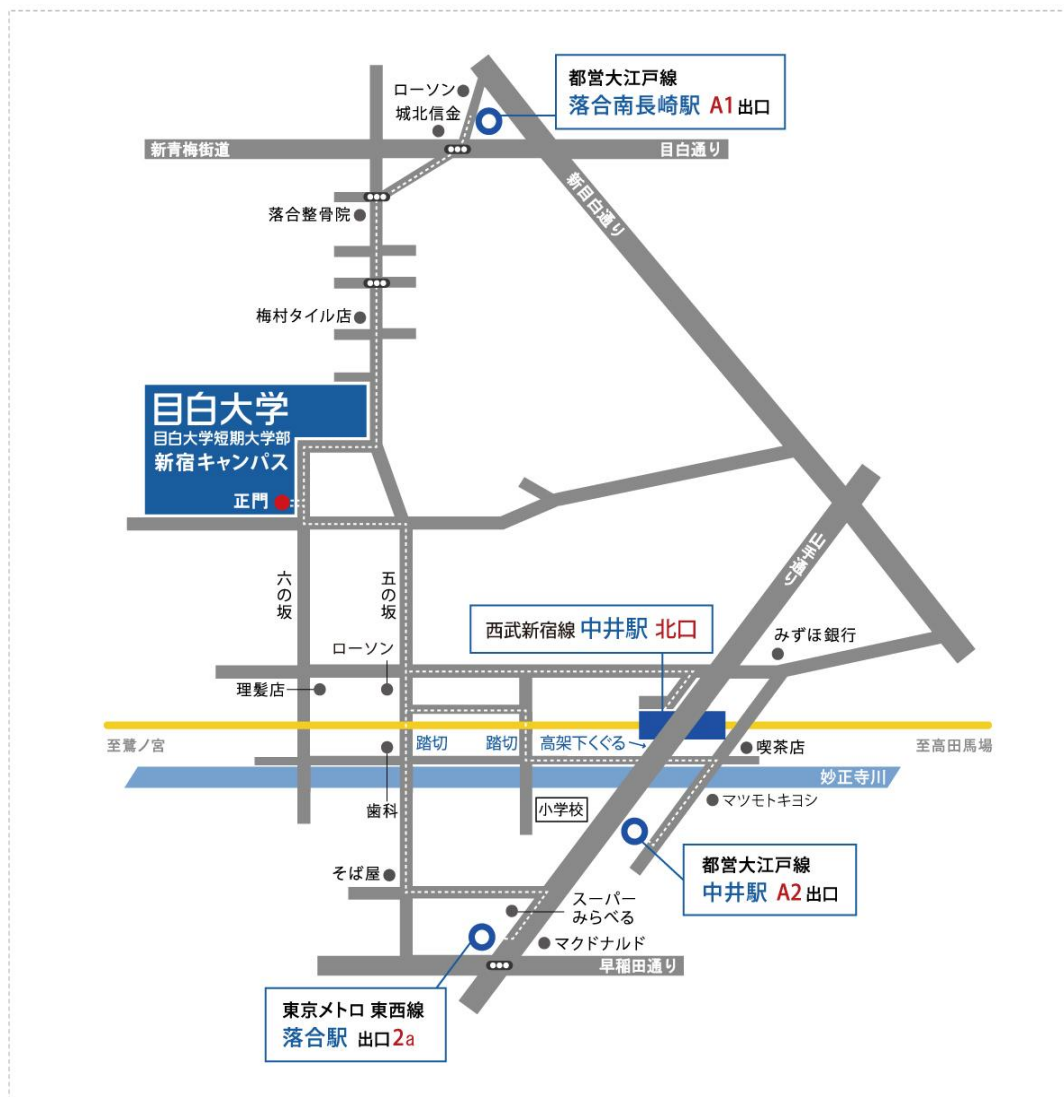 都営大江戸線
落合南長崎駅 A1出口
ローソン
城北信金
新青梅街道
目白通り
新目白通り
落合整骨院
梅村タイル店
目白大学
目白大学短期大学部
新宿キャンパス
正門
山手通り
六の坂
五の坂
西武新宿線 中井駅 北口
みずほ銀行
ローソン
理髪店
至鷺ノ宮
踏切
踏切
高架下くぐる
喫茶店
至高田馬場
妙正寺川
歯科
小学校
マツモトキヨシ
都営大江戸線
中井駅 A2出口
そば屋
スーパー
みらべる
マクドナルド
早稲田通り
東京メトロ 東西線
落合駅 出口2a